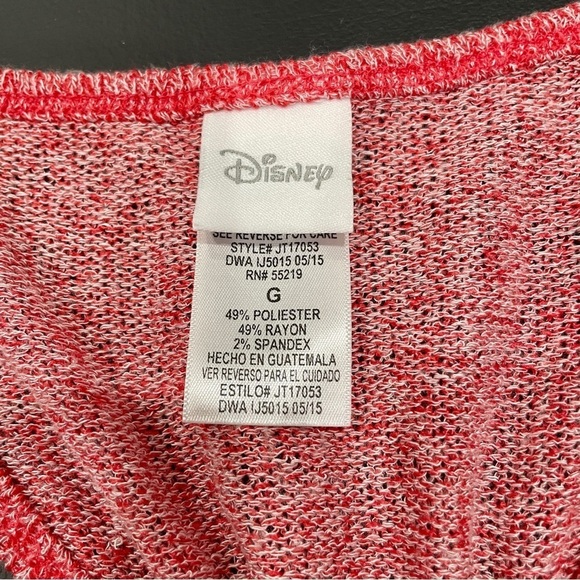 Disney
SEE REVERSE FOR CARE
STYLE# JT17053
DWA IJ5015 05/15
RN# 55219
G
49% POLIESTER
49% RAYON
2% SPANDEX
HECHO EN GUATEMALA
VER REVERSO PARA EL CUIDADO
ESTILO# JT17053
DWA IJ5015 05/15